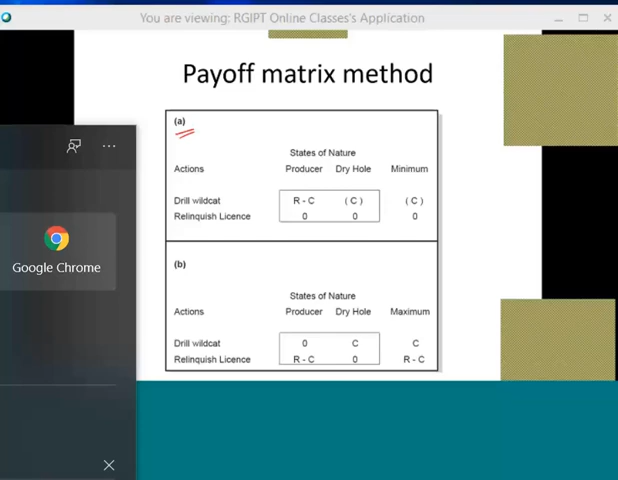 You are viewing: RGIPT Online Classes's Application
Payoff matrix method
(a)
States of Nature
Actions Producer Dry Hole Minimum
Drill wildcat R - C ( C ) ( C )
Relinquish Licence 0 0 0
(b)
States of Nature
Actions Producer Dry Hole Maximum
Drill wildcat 0 C C
Relinquish Licence R - C 0 R - C
Google Chrome